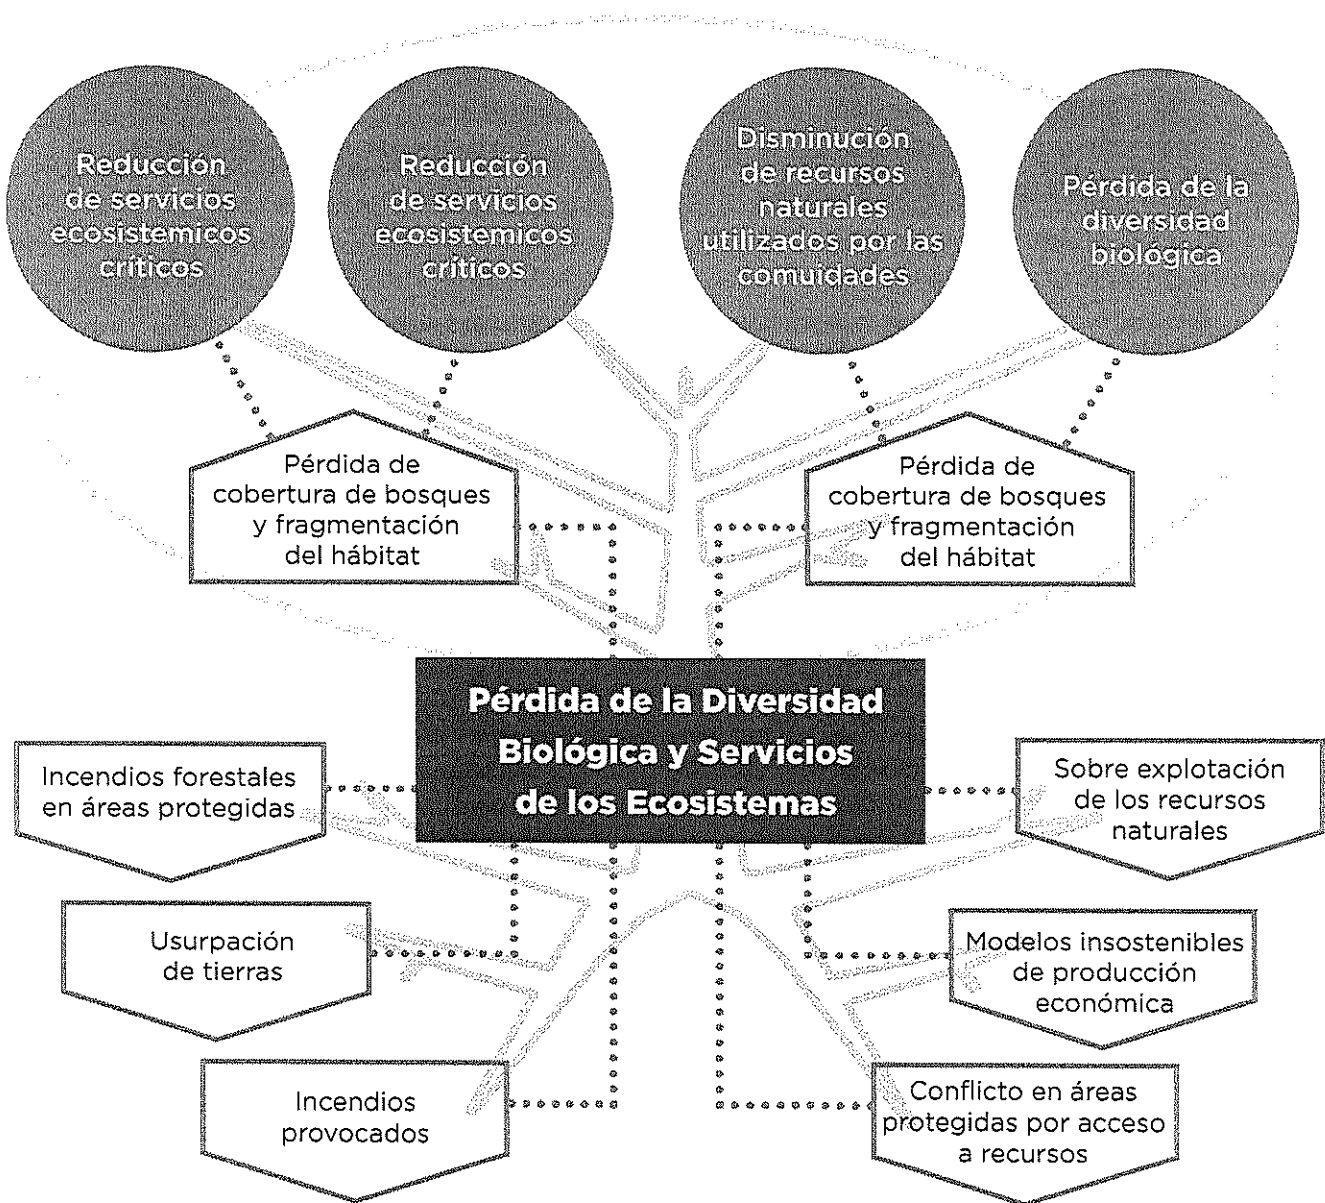 Reducción
de servicios
ecosistemicos
críticos
Reducción
de servicios
ecosistemicos
críticos
Disminución
de recursos
naturales
utilizados por las
comuidades
Pérdida de la
diversidad
biológica
Pérdida de
cobertura de bosques
y fragmentación
del hábitat
Pérdida de
cobertura de bosques
y fragmentación
del hábitat
Pérdida de la Diversidad
Biológica y Servicios
de los Ecosistemas
Incendios forestales
en áreas protegidas
Sobre explotación
de los recursos
naturales
Usurpación
de tierras
Modelos insostenibles
de producción
económica
Incendios
provocados
Conflicto en áreas
protegidas por acceso
a recursos